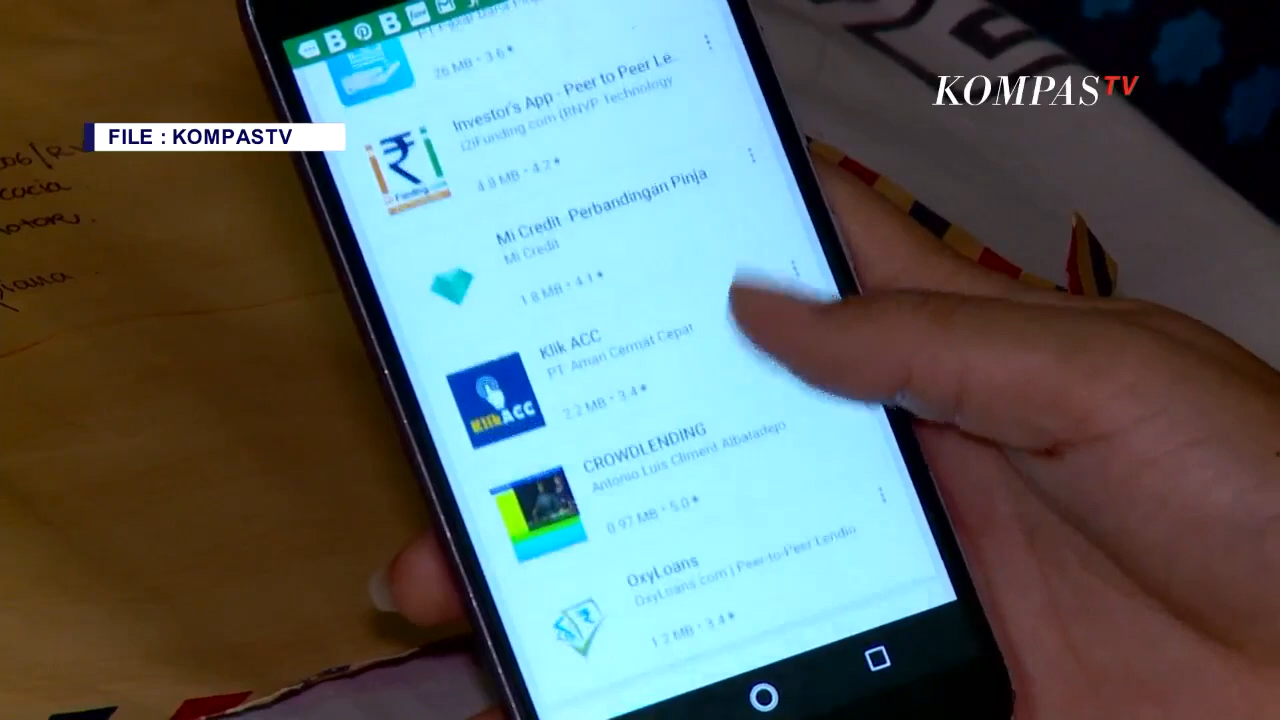 KOMPASTV
FILE : KOMPASTV
26 MB • 3.6★
Investor's App - Peer to Peer Le..
i2iFunding.com (RNVP Technology
4.8 MB • 4.2★
Mi Credit -Perbandingan Pinja
Mi Credit
1.8 MB • 4.1★
Klik ACC
PT. Aman Cermat Cepat
2.2 MB • 3.4★
KlikACC
CROWDLENDING
Antonio Luis Climent Albaladejo
0.97 MB • 5.0★
OxyLoans
OxyLoans.com | Peer-to-Peer Lendin
1.2 MB • 3.4★